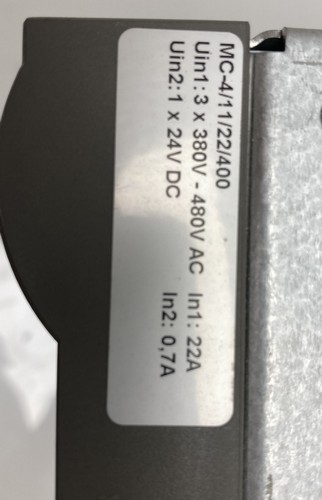 MC-4/11/22/400
Uin1: 3 x 380V - 480V AC In1: 22A
Uin2: 1 x 24V DC In2: 0,7A